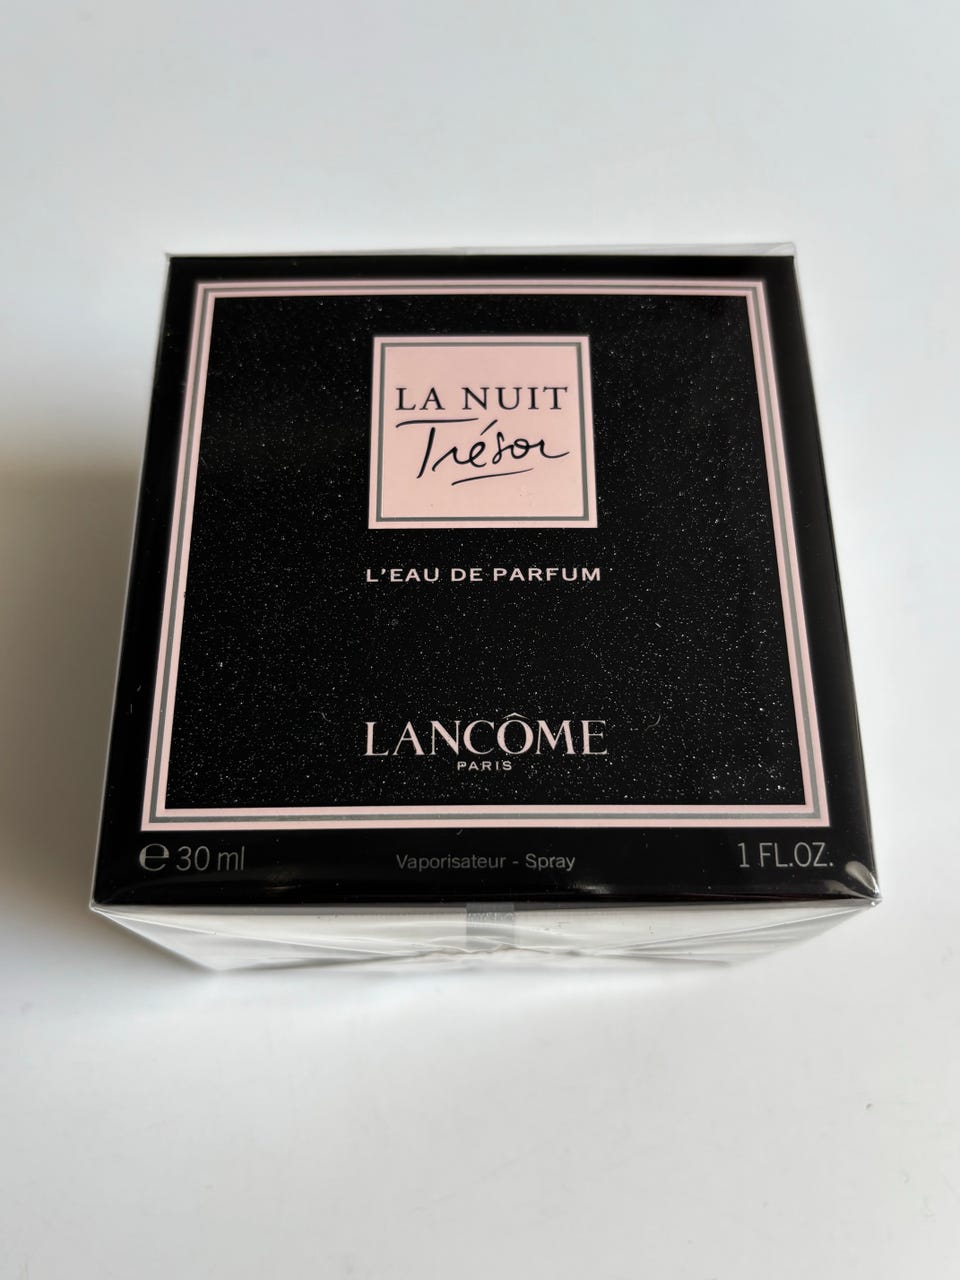 LA NUIT
Trésor
L'EAU DE PARFUM
LANCÔME
PARIS
℮ 30 ml
Vaporisateur - Spray
1 FL.OZ.